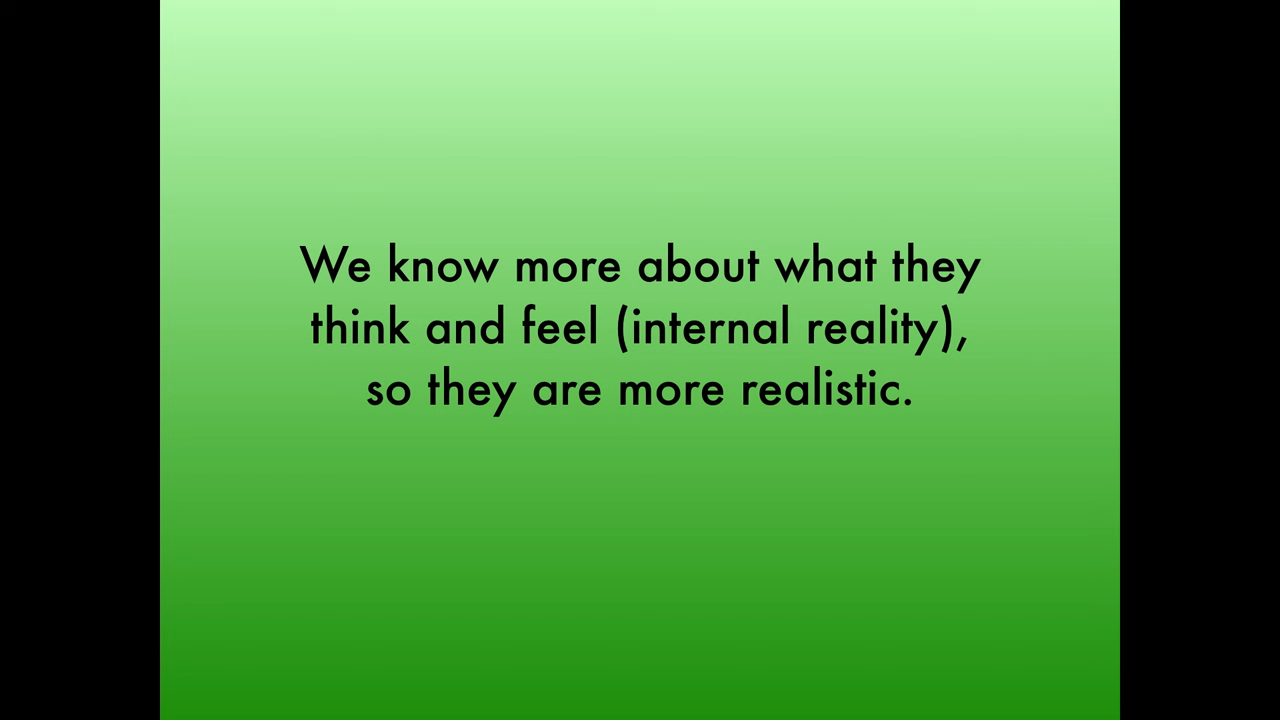 We know more about what they
think and feel (internal reality),
so they are more realistic.